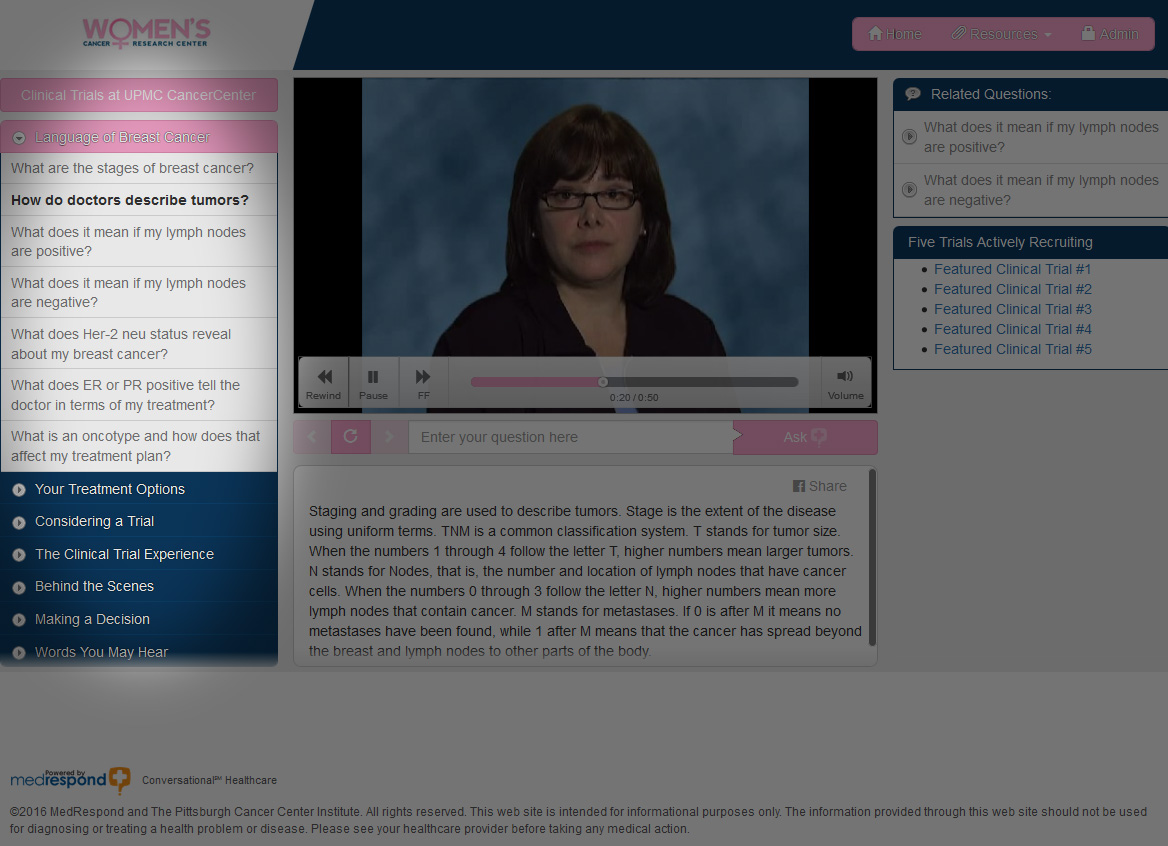 WOMEN'S
CANCER RESEARCH CENTER
Home
Resources
Admin
Clinical Trials at UPMC CancerCenter
Language of Breast Cancer
What are the stages of breast cancer?
How do doctors describe tumors?
What does it mean if my lymph nodes
are positive?
What does it mean if my lymph nodes
are negative?
What does Her-2 neu status reveal
about my breast cancer?
What does ER or PR positive tell the
doctor in terms of my treatment?
What is an oncotype and how does that
affect my treatment plan?
Your Treatment Options
Considering a Trial
The Clinical Trial Experience
Behind the Scenes
Making a Decision
Words You May Hear
Rewind
Pause
FF
0:20 / 0:50
Volume
Enter your question here
Ask
Share
Staging and grading are used to describe tumors. Stage is the extent of the disease
using uniform terms. TNM is a common classification system. T stands for tumor size.
When the numbers 1 through 4 follow the letter T, higher numbers mean larger tumors.
N stands for Nodes, that is, the number and location of lymph nodes that have cancer
cells. When the numbers 0 through 3 follow the letter N, higher numbers mean more
lymph nodes that contain cancer. M stands for metastases. If 0 is after M it means no
metastases have been found, while 1 after M means that the cancer has spread beyond
the breast and lymph nodes to other parts of the body.
Related Questions:
What does it mean if my lymph nodes
are positive?
What does it mean if my lymph nodes
are negative?
Five Trials Actively Recruiting
Featured Clinical Trial #1
Featured Clinical Trial #2
Featured Clinical Trial #3
Featured Clinical Trial #4
Featured Clinical Trial #5
Powered by
medrespond
Conversational℠ Healthcare
©2016 MedRespond and The Pittsburgh Cancer Center Institute. All rights reserved. This web site is intended for informational purposes only. The information provided through this web site should not be used
for diagnosing or treating a health problem or disease. Please see your healthcare provider before taking any medical action.